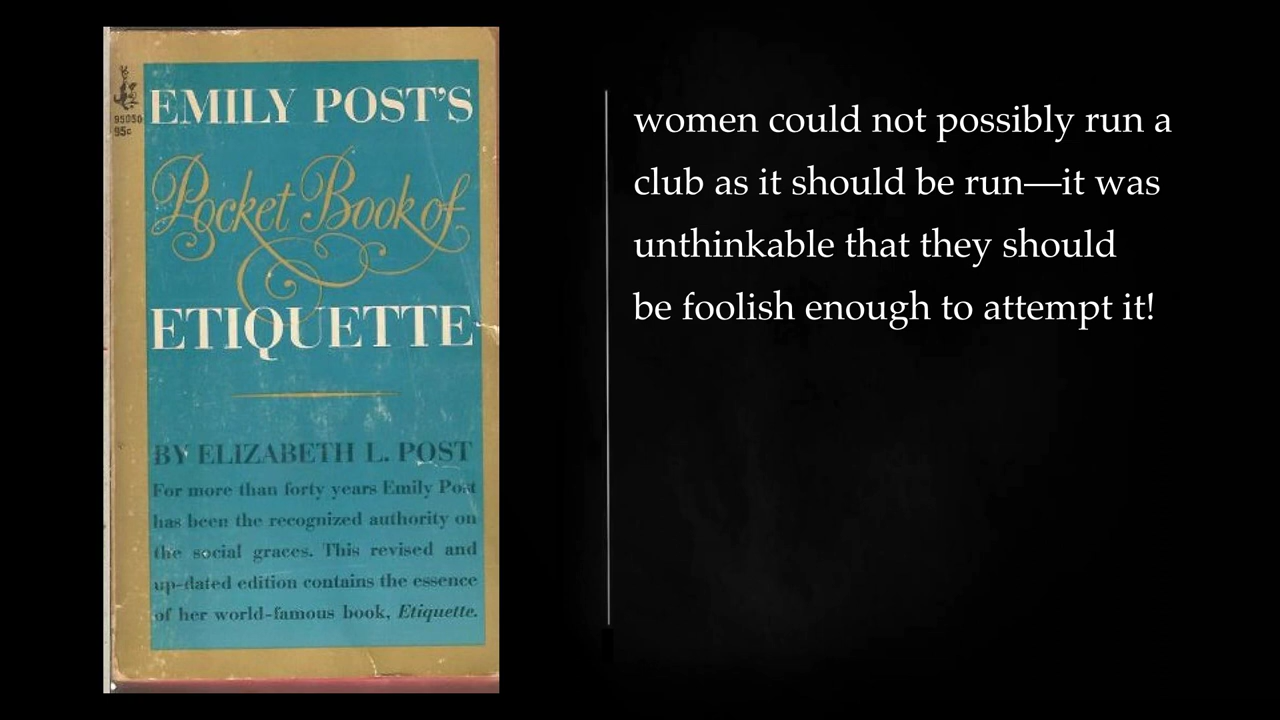 EMILY POST'S
Pocket Book of
ETIQUETTE
95050
95c
BY ELIZABETH L. POST
For more than forty years Emily Post
has been the recognized authority on
the social graces. This revised and
up-dated edition contains the essence
of her world-famous book, Etiquette.
women could not possibly run a
club as it should be run—it was
unthinkable that they should
be foolish enough to attempt it!